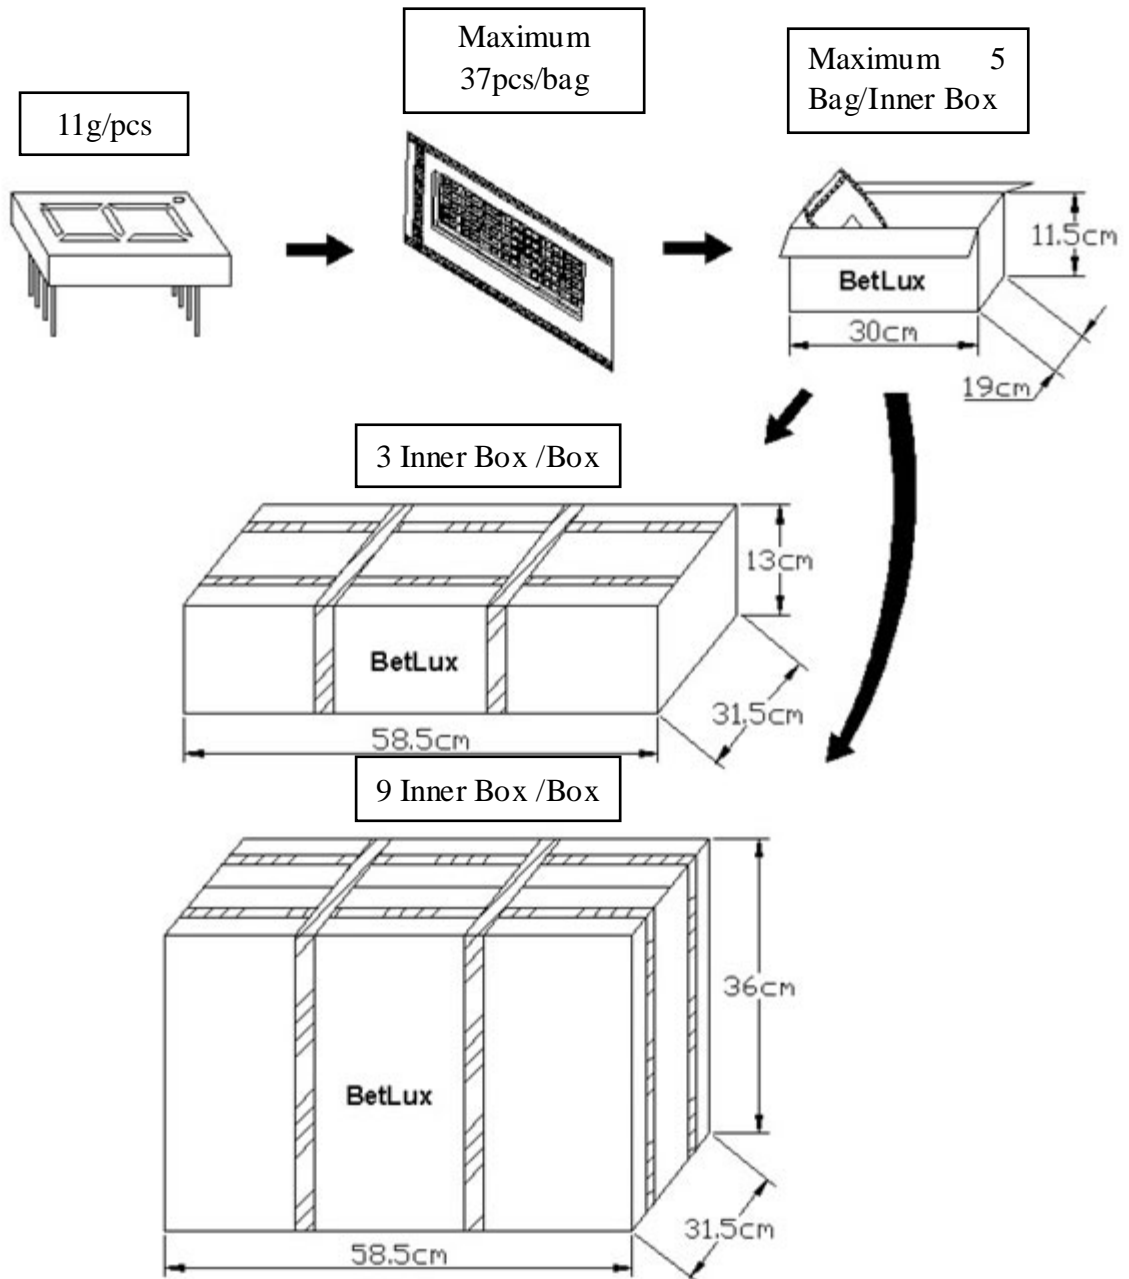 Maximum
37pcs/bag
Maximum 5
Bag/Inner Box
11g/pcs
11.5cm
BetLux
30cm
19cm
3 Inner Box /Box
13cm
BetLux
31.5cm
58.5cm
9 Inner Box /Box
36cm
BetLux
31.5cm
58.5cm